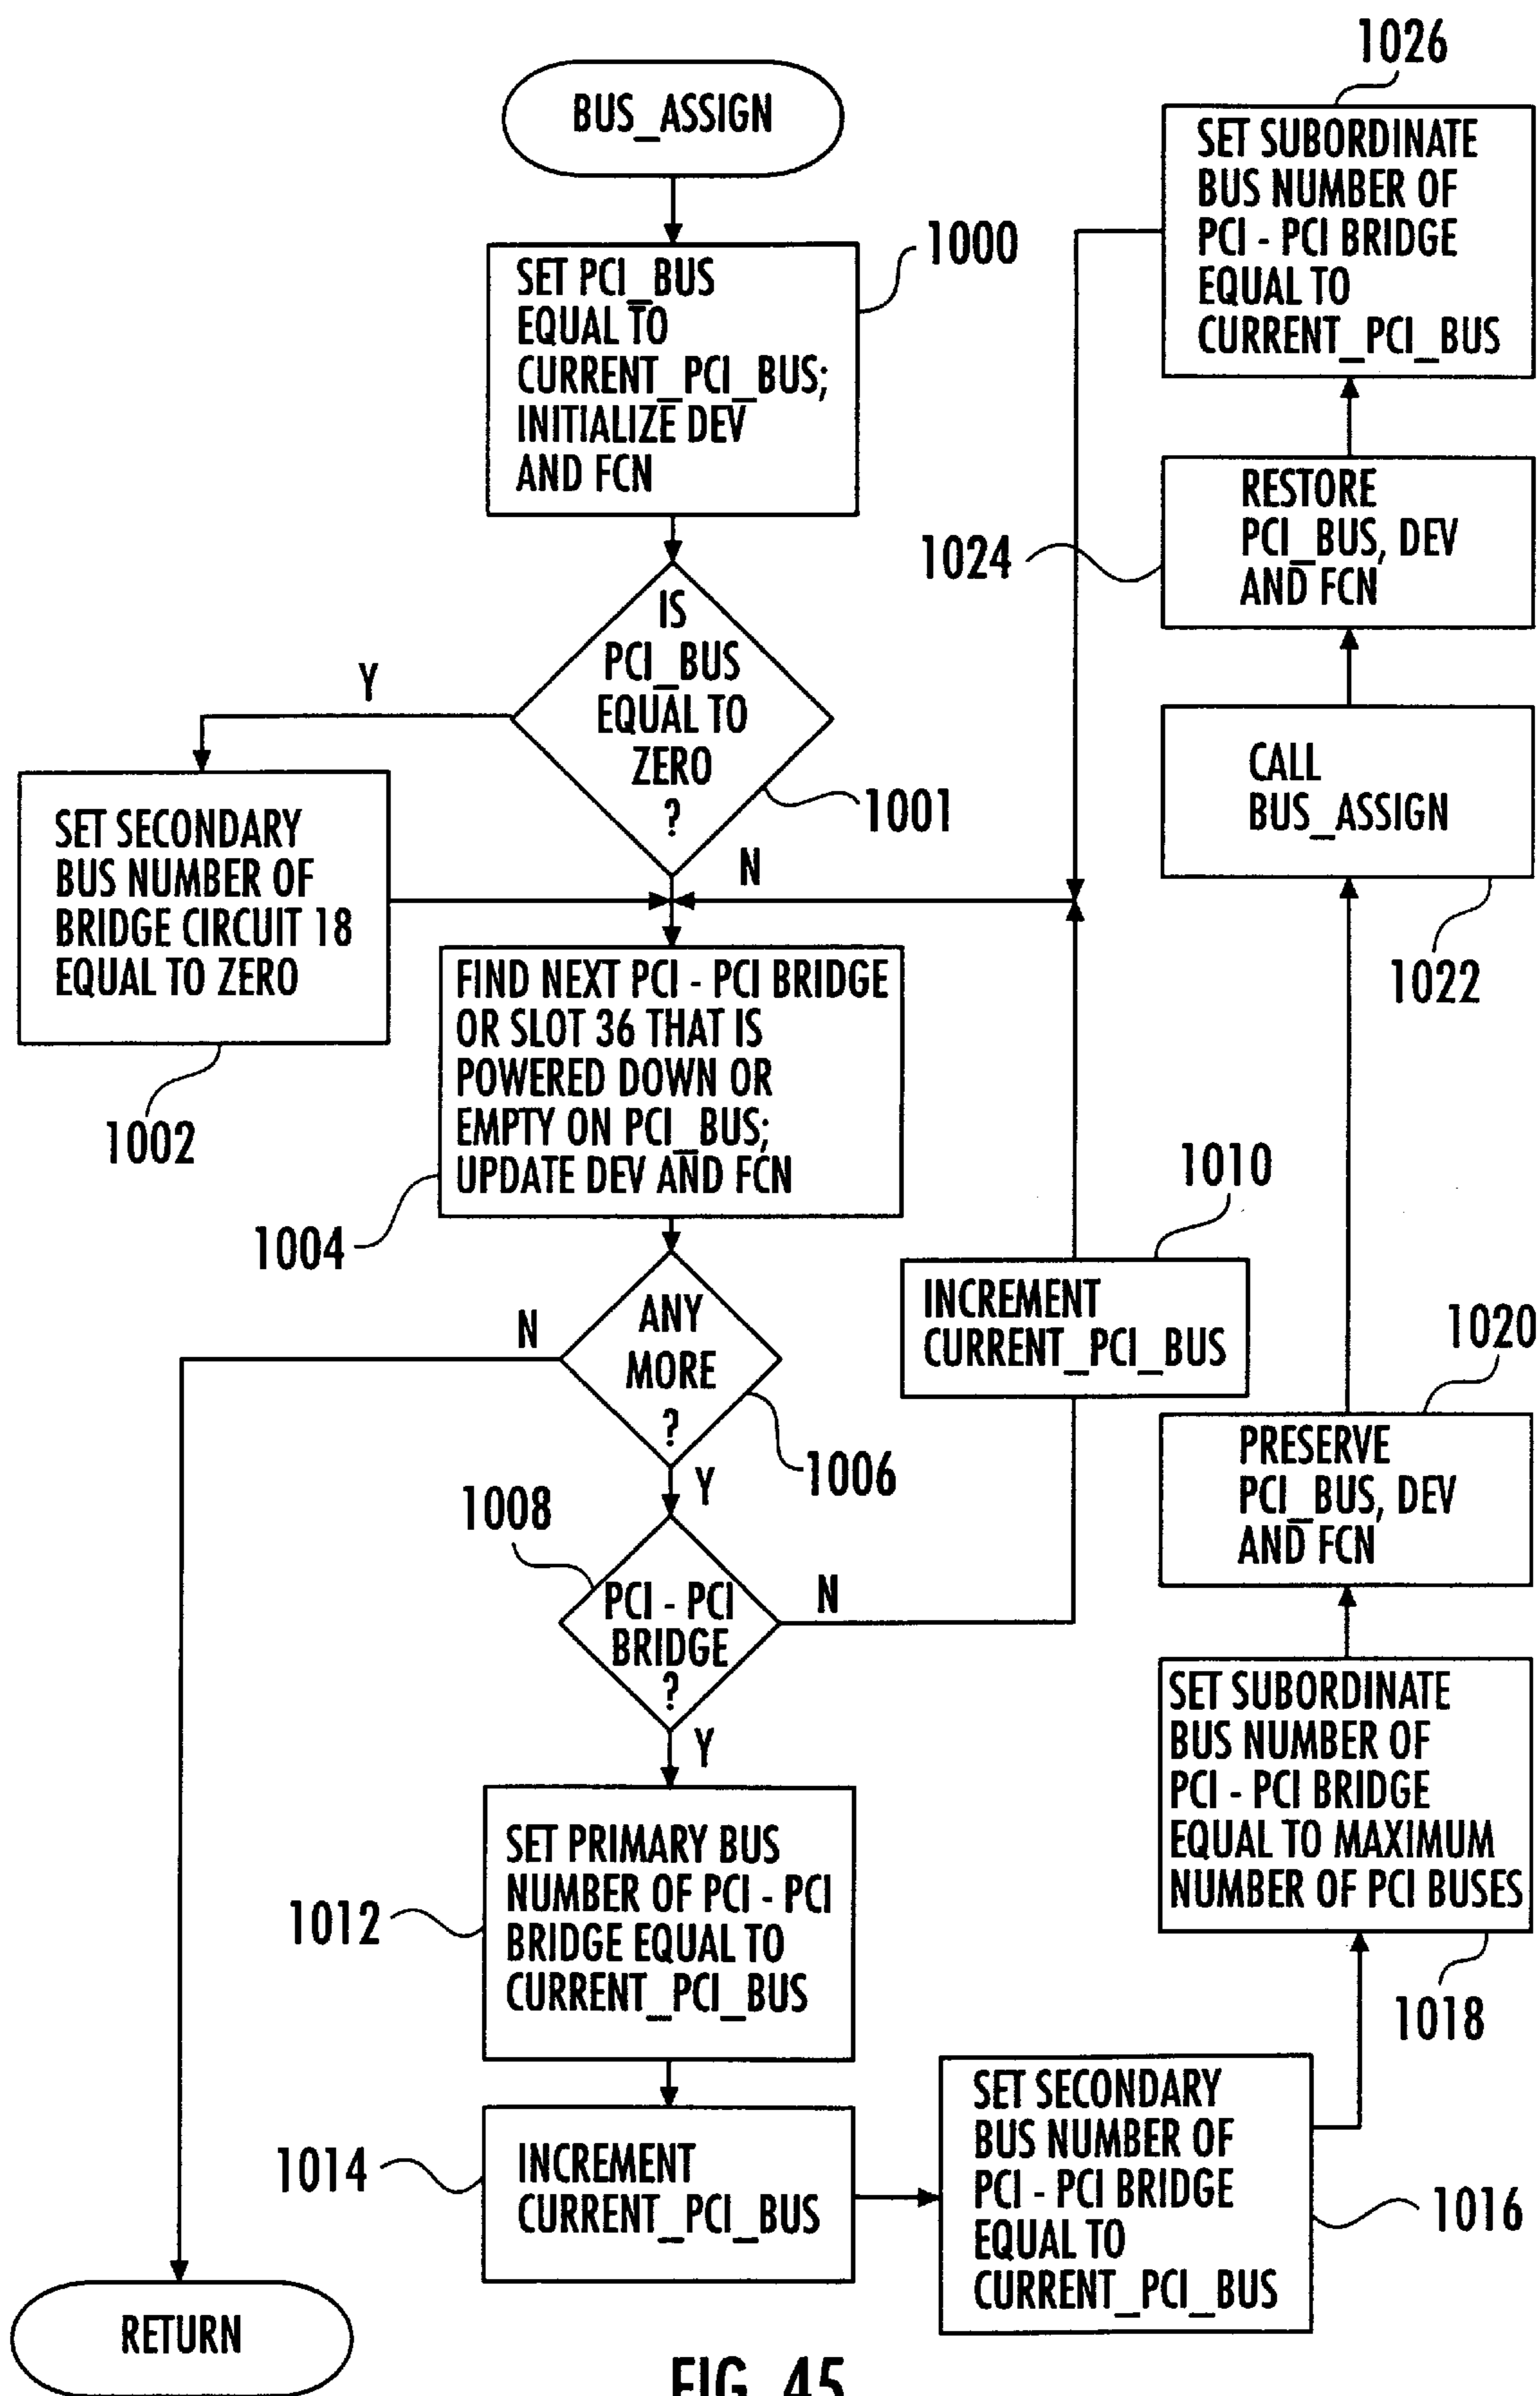 BUS_ASSIGN
1000
SET PCI_BUS
EQUAL TO
CURRENT_PCI_BUS;
INITIALIZE DEV
AND FCN
IS
PCI_BUS
EQUAL TO
ZERO
?
1001
Y
N
SET SECONDARY
BUS NUMBER OF
BRIDGE CIRCUIT 18
EQUAL TO ZERO
1002
FIND NEXT PCI - PCI BRIDGE
OR SLOT 36 THAT IS
POWERED DOWN OR
EMPTY ON PCI_BUS;
UPDATE DEV AND FCN
1004
ANY
MORE
?
N
Y
1006
1008
PCI - PCI
BRIDGE
?
N
Y
1010
INCREMENT
CURRENT_PCI_BUS
SET PRIMARY BUS
NUMBER OF PCI - PCI
BRIDGE EQUAL TO
CURRENT_PCI_BUS
1012
INCREMENT
CURRENT_PCI_BUS
1014
SET SECONDARY
BUS NUMBER OF
PCI - PCI BRIDGE
EQUAL TO
CURRENT_PCI_BUS
1016
SET SUBORDINATE
BUS NUMBER OF
PCI - PCI BRIDGE
EQUAL TO MAXIMUM
NUMBER OF PCI BUSES
1018
1020
PRESERVE
PCI_BUS, DEV
AND FCN
CALL
BUS_ASSIGN
1022
RESTORE
PCI_BUS, DEV
AND FCN
1024
1026
SET SUBORDINATE
BUS NUMBER OF
PCI - PCI BRIDGE
EQUAL TO
CURRENT_PCI_BUS
RETURN
FIG. 45